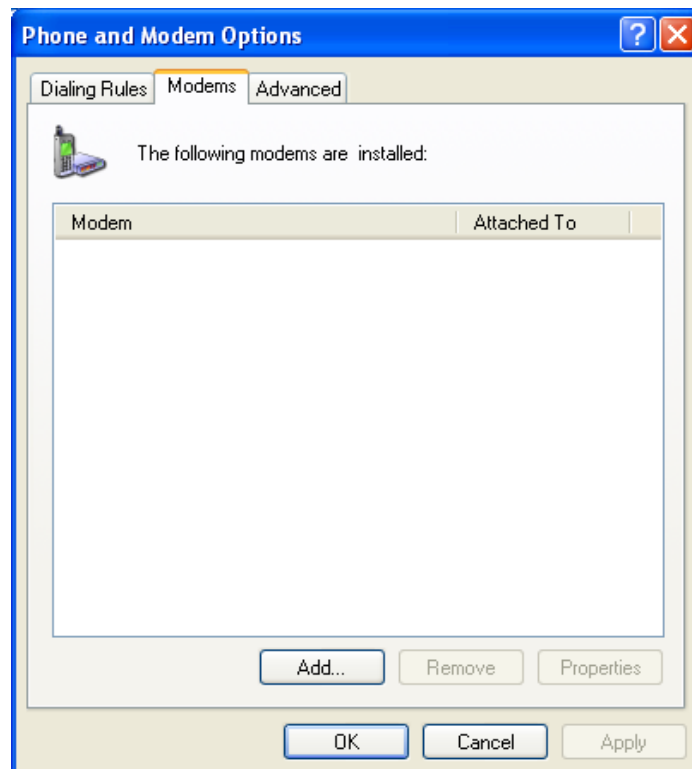 Phone and Modem Options
Dialing Rules Modems Advanced
The following modems are installed:
Modem Attached To
Add... Remove Properties
OK Cancel Apply